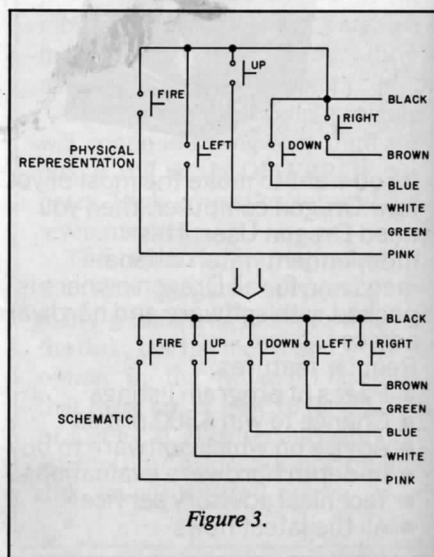 UP
FIRE
BLACK
RIGHT
PHYSICAL
REPRESENTATION
LEFT
DOWN
BROWN
BLUE
WHITE
GREEN
PINK
BLACK
FIRE UP DOWN LEFT RIGHT
BROWN
GREEN
SCHEMATIC
WHITE
PINK
Figure 3.